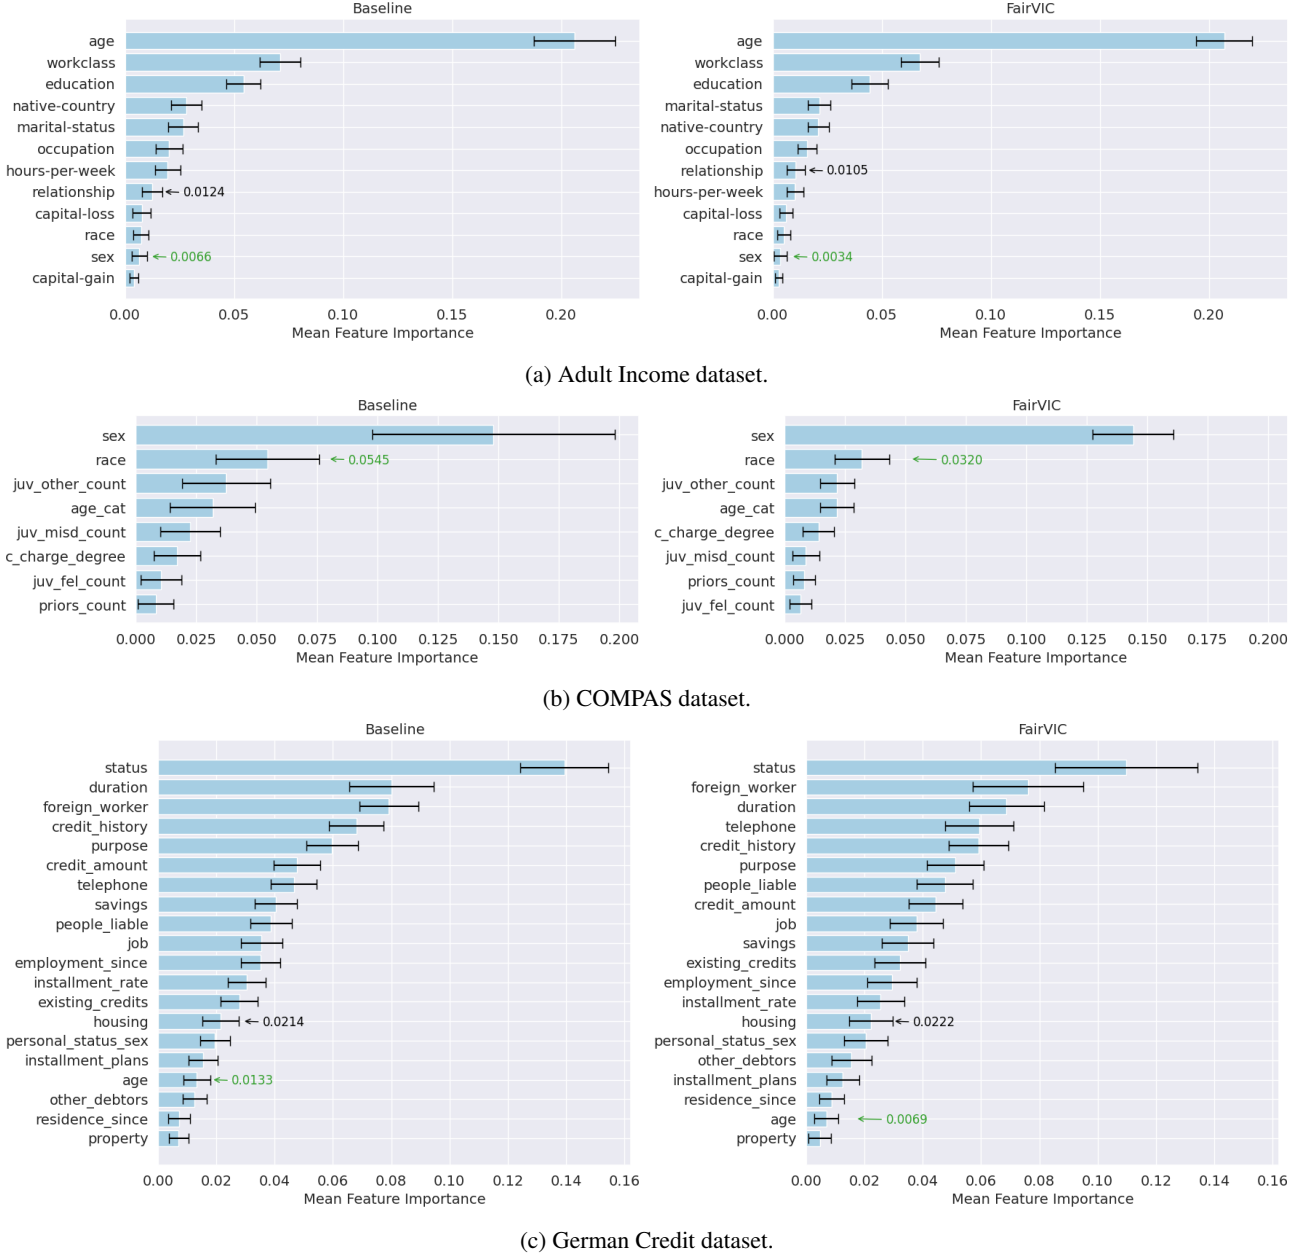 Baseline
age
workclass
education
native-country
marital-status
occupation
hours-per-week
relationship
0.0124
capital-loss
race
sex
0.0066
capital-gain
0.00 0.05 0.10 0.15 0.20
Mean Feature Importance
FairVIC
age
workclass
education
marital-status
native-country
occupation
relationship
0.0105
hours-per-week
capital-loss
race
sex
0.0034
capital-gain
0.00 0.05 0.10 0.15 0.20
Mean Feature Importance
(a) Adult Income dataset.
Baseline
sex
race
0.0545
juv_other_count
age_cat
juv_misd_count
c_charge_degree
juv_fel_count
priors_count
0.000 0.025 0.050 0.075 0.100 0.125 0.150 0.175 0.200
Mean Feature Importance
FairVIC
sex
race
0.0320
juv_other_count
age_cat
c_charge_degree
juv_misd_count
priors_count
juv_fel_count
0.000 0.025 0.050 0.075 0.100 0.125 0.150 0.175 0.200
Mean Feature Importance
(b) COMPAS dataset.
Baseline
status
duration
foreign_worker
credit_history
purpose
credit_amount
telephone
savings
people_liable
job
employment_since
installment_rate
existing_credits
housing
0.0214
personal_status_sex
installment_plans
age
0.0133
other_debtors
residence_since
property
0.00 0.02 0.04 0.06 0.08 0.10 0.12 0.14 0.16
Mean Feature Importance
FairVIC
status
foreign_worker
duration
telephone
credit_history
purpose
people_liable
credit_amount
job
savings
existing_credits
employment_since
installment_rate
housing
0.0222
personal_status_sex
other_debtors
installment_plans
residence_since
age
0.0069
property
0.00 0.02 0.04 0.06 0.08 0.10 0.12 0.14 0.16
Mean Feature Importance
(c) German Credit dataset.